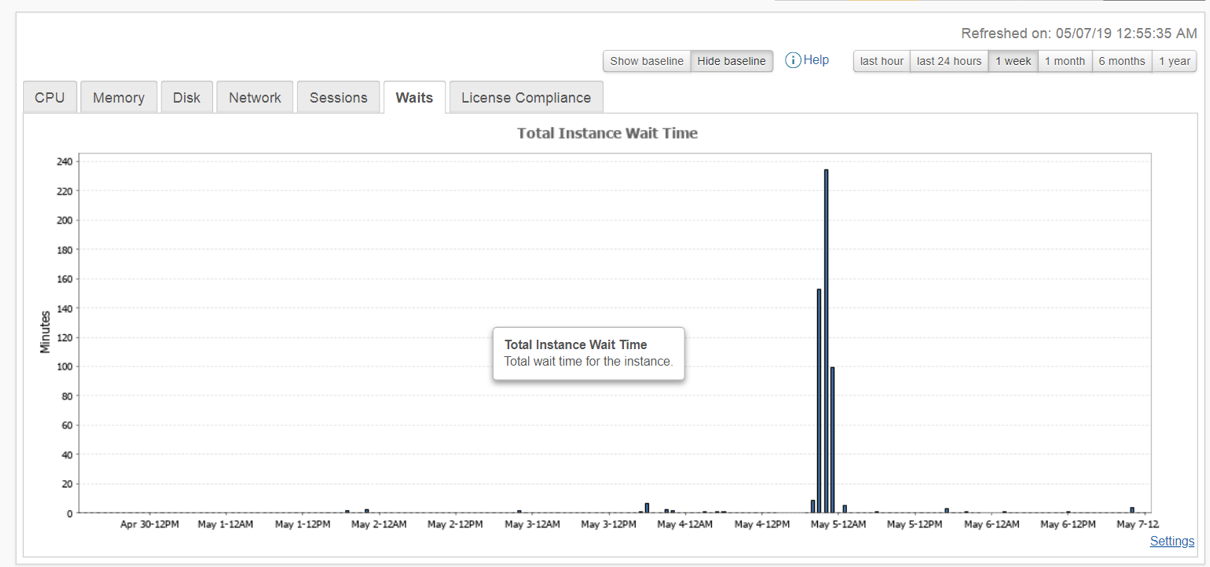 Refreshed on: 05/07/19 12:55:35 AM
Show baseline Hide baseline i Help last hour last 24 hours 1 week 1 month 6 months 1 year
CPU Memory Disk Network Sessions Waits License Compliance
Total Instance Wait Time
240
220
200
180
160
140
120
100
80
60
40
20
0
Minutes
Total Instance Wait Time
Total wait time for the instance.
Apr 30-12PM May 1-12AM May 1-12PM May 2-12AM May 2-12PM May 3-12AM May 3-12PM May 4-12AM May 4-12PM May 5-12AM May 5-12PM May 6-12AM May 6-12PM May 7-12
Settings